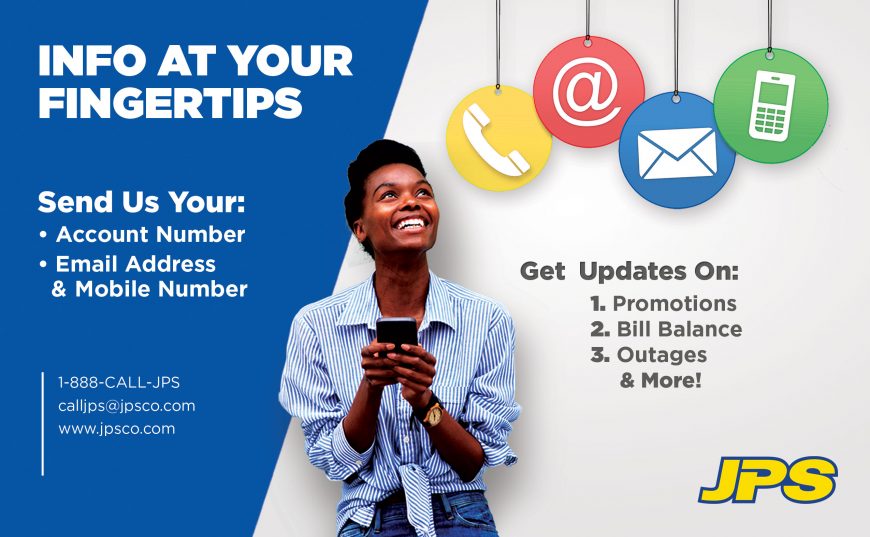 INFO AT YOUR
FINGERTIPS
Send Us Your:
• Account Number
• Email Address
& Mobile Number
1-888-CALL-JPS
calljps@jpsco.com
www.jpsco.com
@
Get Updates On:
1. Promotions
2. Bill Balance
3. Outages
& More!
JPS